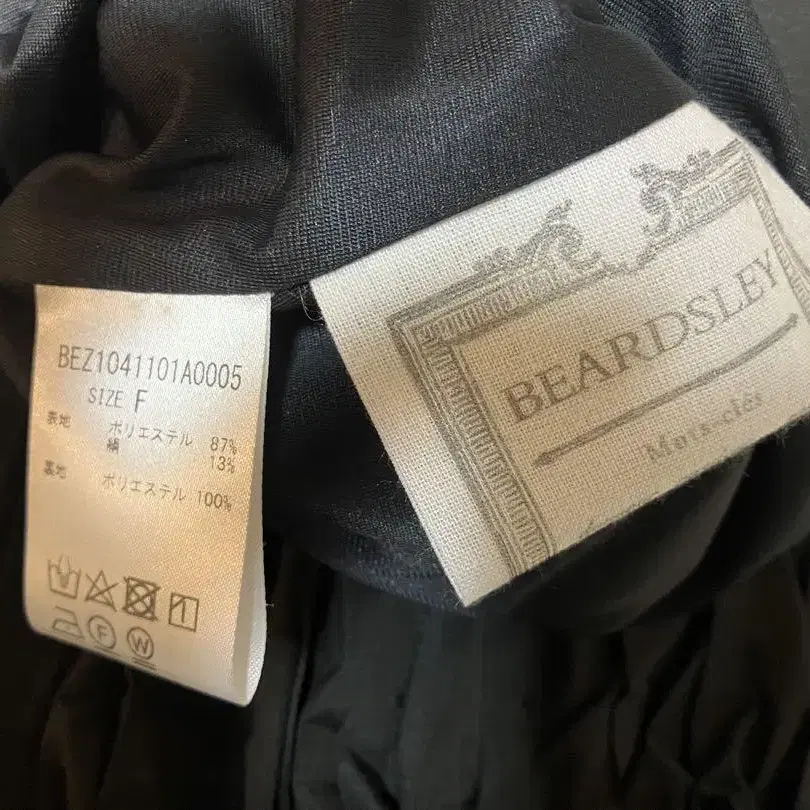 BEZ1041101A0005
SIZE F
表地 ポリエステル 87%
絹 13%
裏地 ポリエステル 100%
F W
BEARDSLEY
Mots-clés